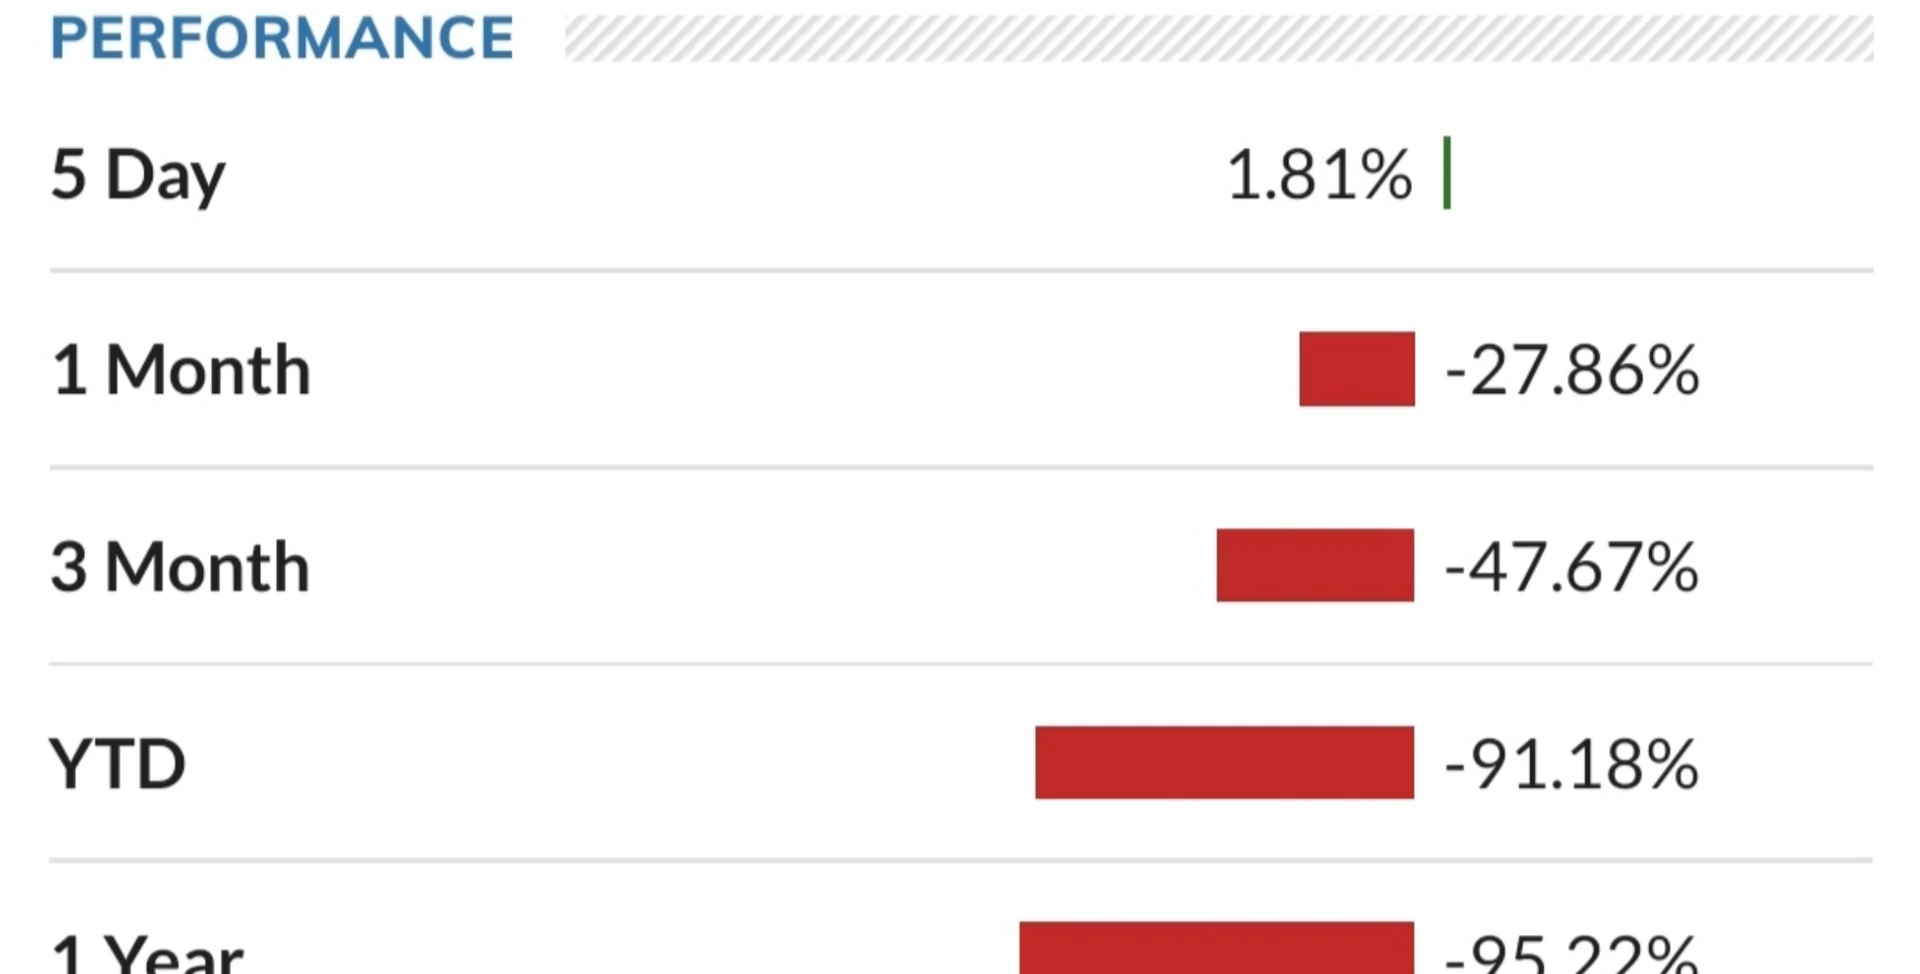 PERFORMANCE
5 Day 1.81%
1 Month -27.86%
3 Month -47.67%
YTD -91.18%
1 Year -95.22%